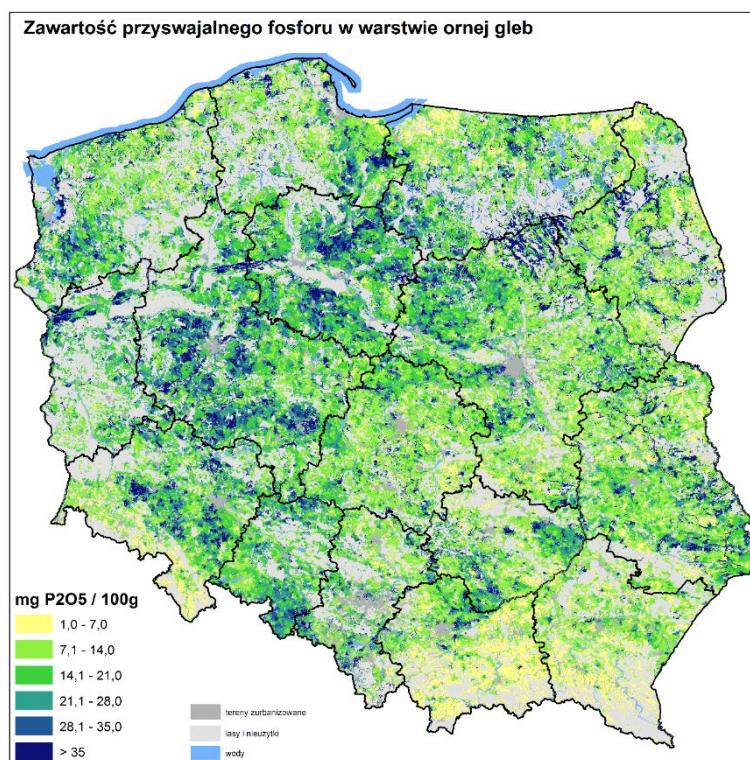 Zawartość przyswajalnego fosforu w warstwie ornej gleb
mg P2O5 / 100g
1,0 - 7,0
7,1 - 14,0
14,1 - 21,0
21,1 - 28,0
28,1 - 35,0
> 35
tereny zurbanizowane
lasy i nieużytki
wody